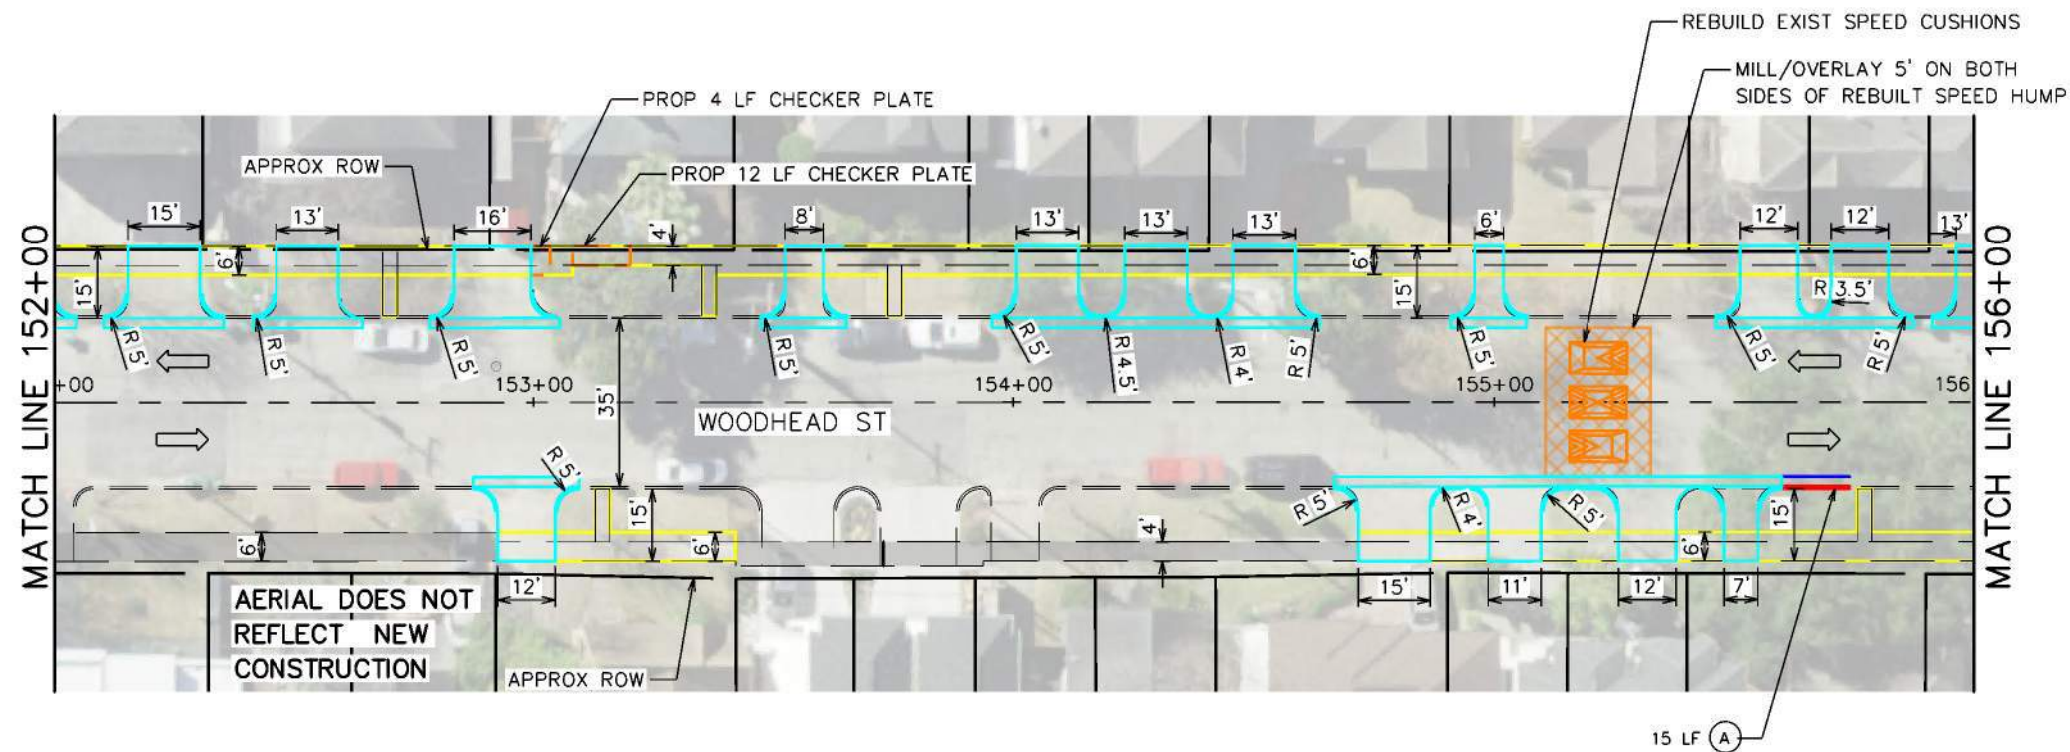 REBUILD EXIST SPEED CUSHIONS
MILL/OVERLAY 5' ON BOTH
SIDES OF REBUILT SPEED HUMP
PROP 4 LF CHECKER PLATE
APPROX ROW
PROP 12 LF CHECKER PLATE
15' 13' 16' 8' 13' 13' 13' 6' 12' 12' 13'
6' 4' 6'
15' 15'
R 3.5'
R 5' R 5' R 5' R 5' R 5' R 4.5' R 4' R 5' R 5' R 5' R 5'
MATCH LINE 152+00
MATCH LINE 156+00
+00 153+00 154+00 155+00 156
35'
WOODHEAD ST
R 5' R 5' R 4' R 5'
15' 15'
6' 6' 4' 6'
12' 15' 11' 12' 7'
AERIAL DOES NOT
REFLECT NEW
CONSTRUCTION
APPROX ROW
15 LF A